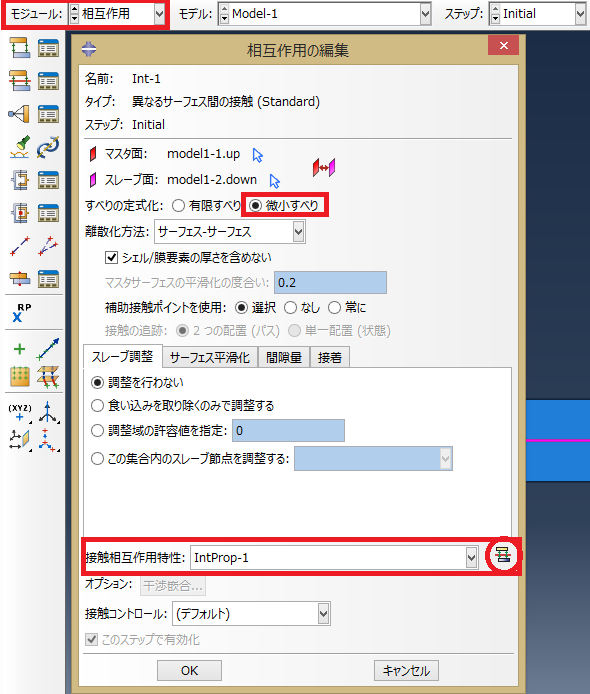 モジュール: 相互作用 モデル: Model-1 ステップ: Initial
相互作用の編集
名前: Int-1
タイプ: 異なるサーフェス間の接触 (Standard)
ステップ: Initial
マスタ面: model1-1.up
スレーブ面: model1-2.down
すべりの定式化: 有限すべり 微小すべり
離散化方法: サーフェス-サーフェス
シェル/膜要素の厚さを含めない
マスタサーフェスの平滑化の度合い: 0.2
補助接触ポイントを使用: 選択 なし 常に
接触の追跡: 2 つの配置 (パス) 単一配置 (状態)
スレーブ調整 サーフェス平滑化 間隙量 接着
調整を行わない
食い込みを取り除くのみで調整する
調整域の許容値を指定: 0
この集合内のスレーブ節点を調整する:
接触相互作用特性: IntProp-1
オプション: 干渉嵌合...
接触コントロール: (デフォルト)
このステップで有効化
OK キャンセル
RP
(XYZ)